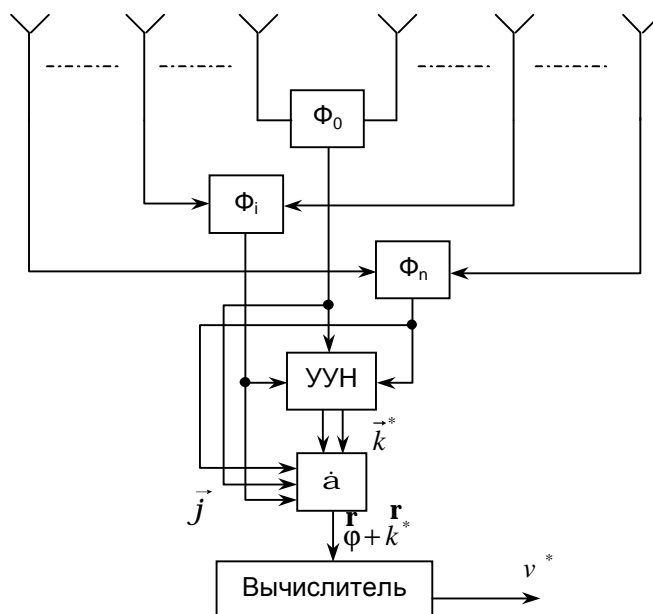 Φ₀
Φᵢ
Φₙ
УУН
k⃗*
ȧ
j⃗
φ⃗ + k⃗*
Вычислитель
v*